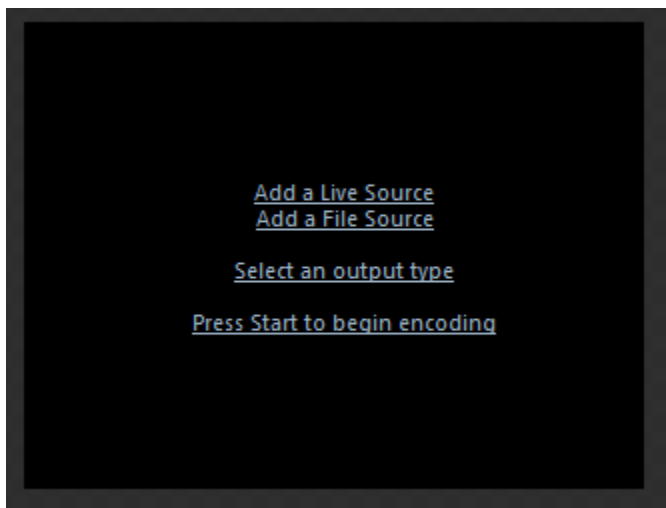 Add a Live Source
Add a File Source
Select an output type
Press Start to begin encoding